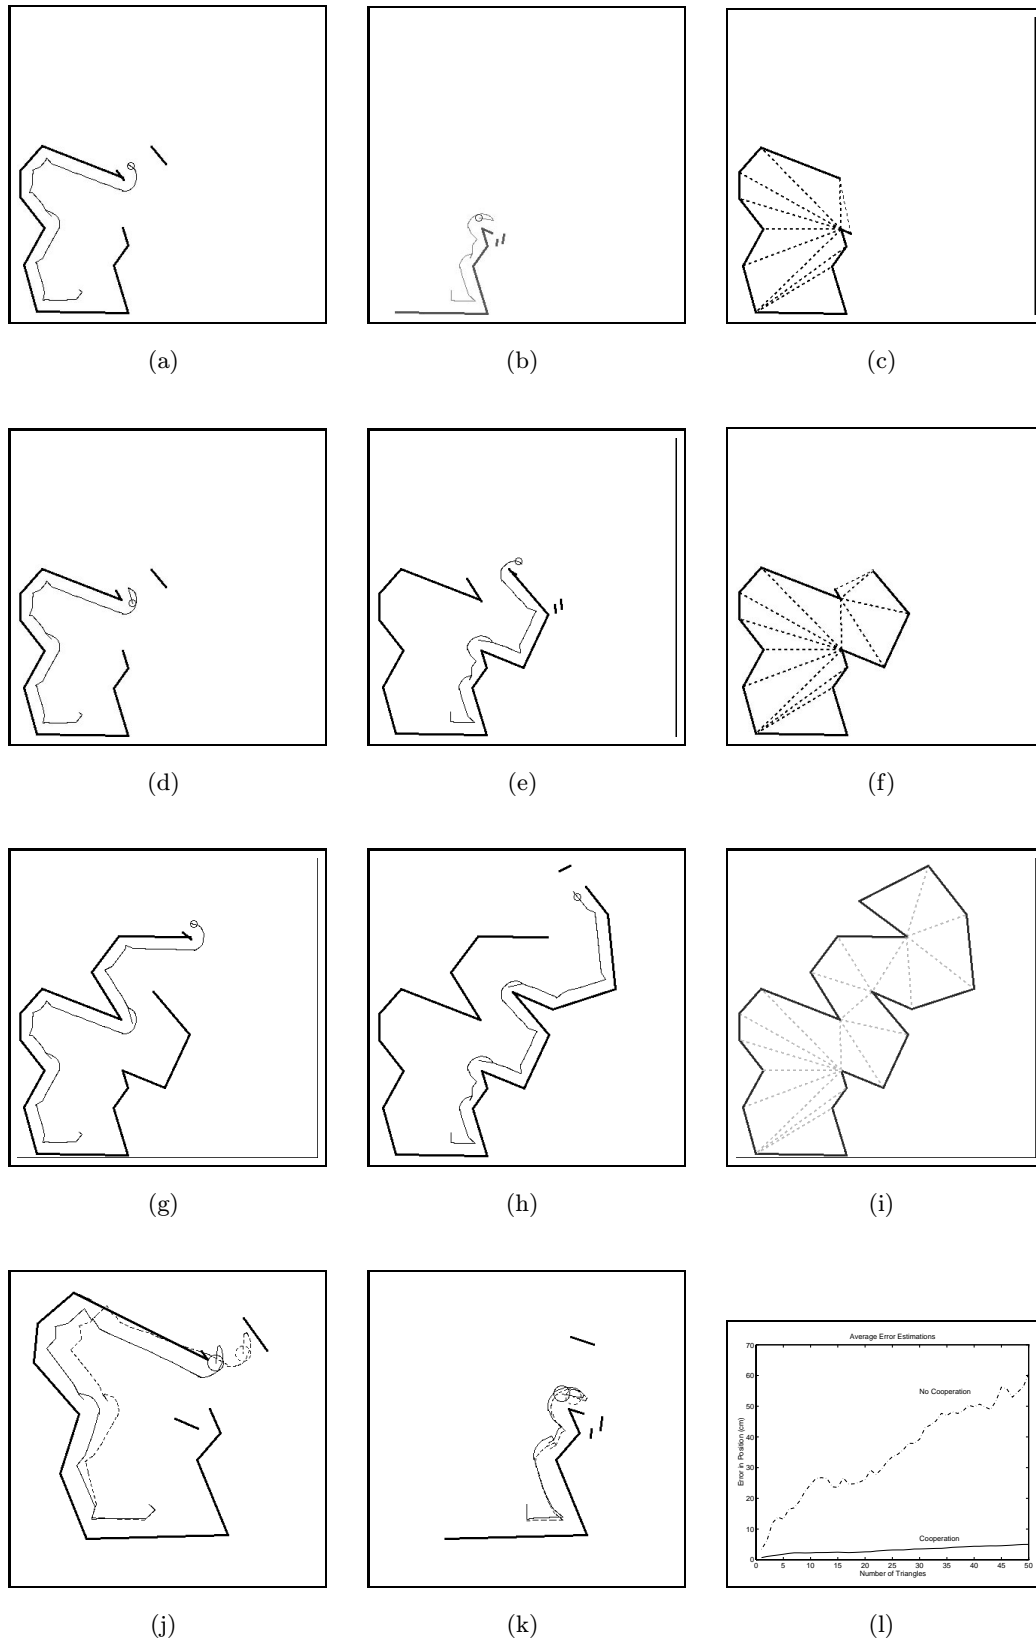 (a) (b) (c)
(d) (e) (f)
(g) (h) (i)
Average Error Estimations
70
60
50
40
30
20
10
0
Error in Position (cm)
No Cooperation
Cooperation
0 5 10 15 20 25 30 35 40 45 50
Number of Triangles
(j) (k) (l)